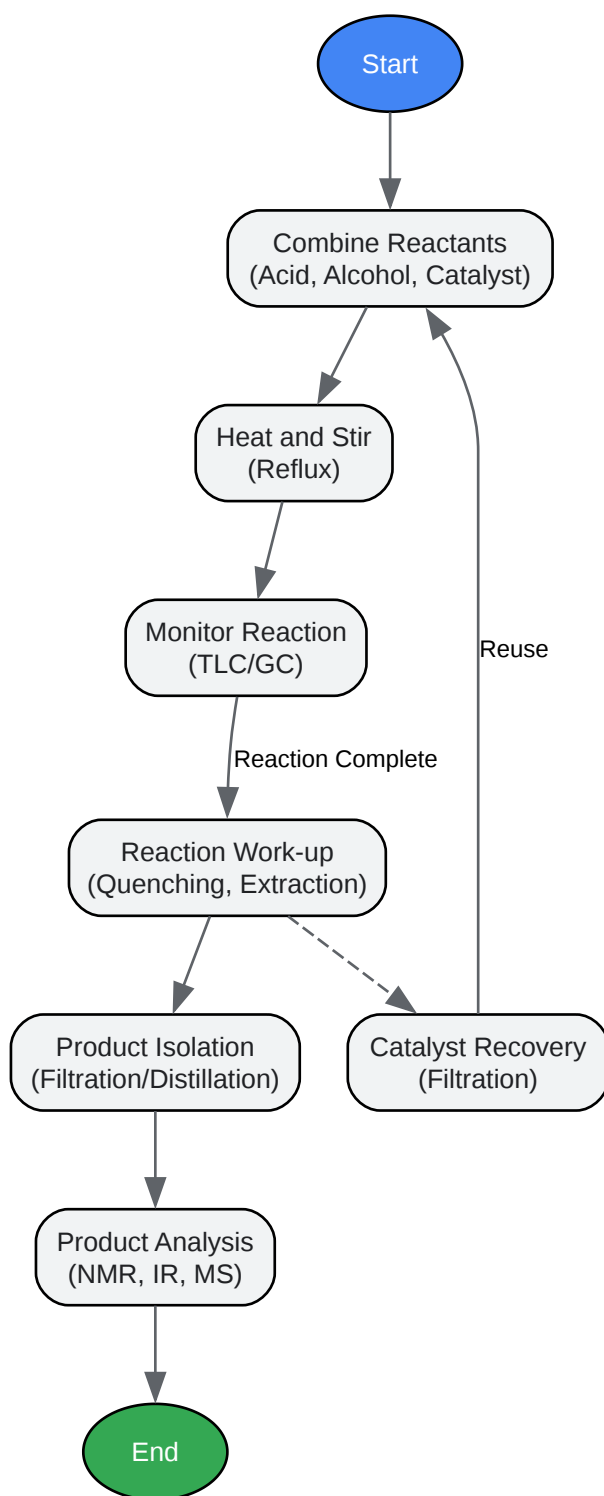 Start
Combine Reactants
(Acid, Alcohol, Catalyst)
Heat and Stir
(Reflux)
Monitor Reaction
(TLC/GC)
Reuse
Reaction Complete
Reaction Work-up
(Quenching, Extraction)
Product Isolation
(Filtration/Distillation)
Catalyst Recovery
(Filtration)
Product Analysis
(NMR, IR, MS)
End